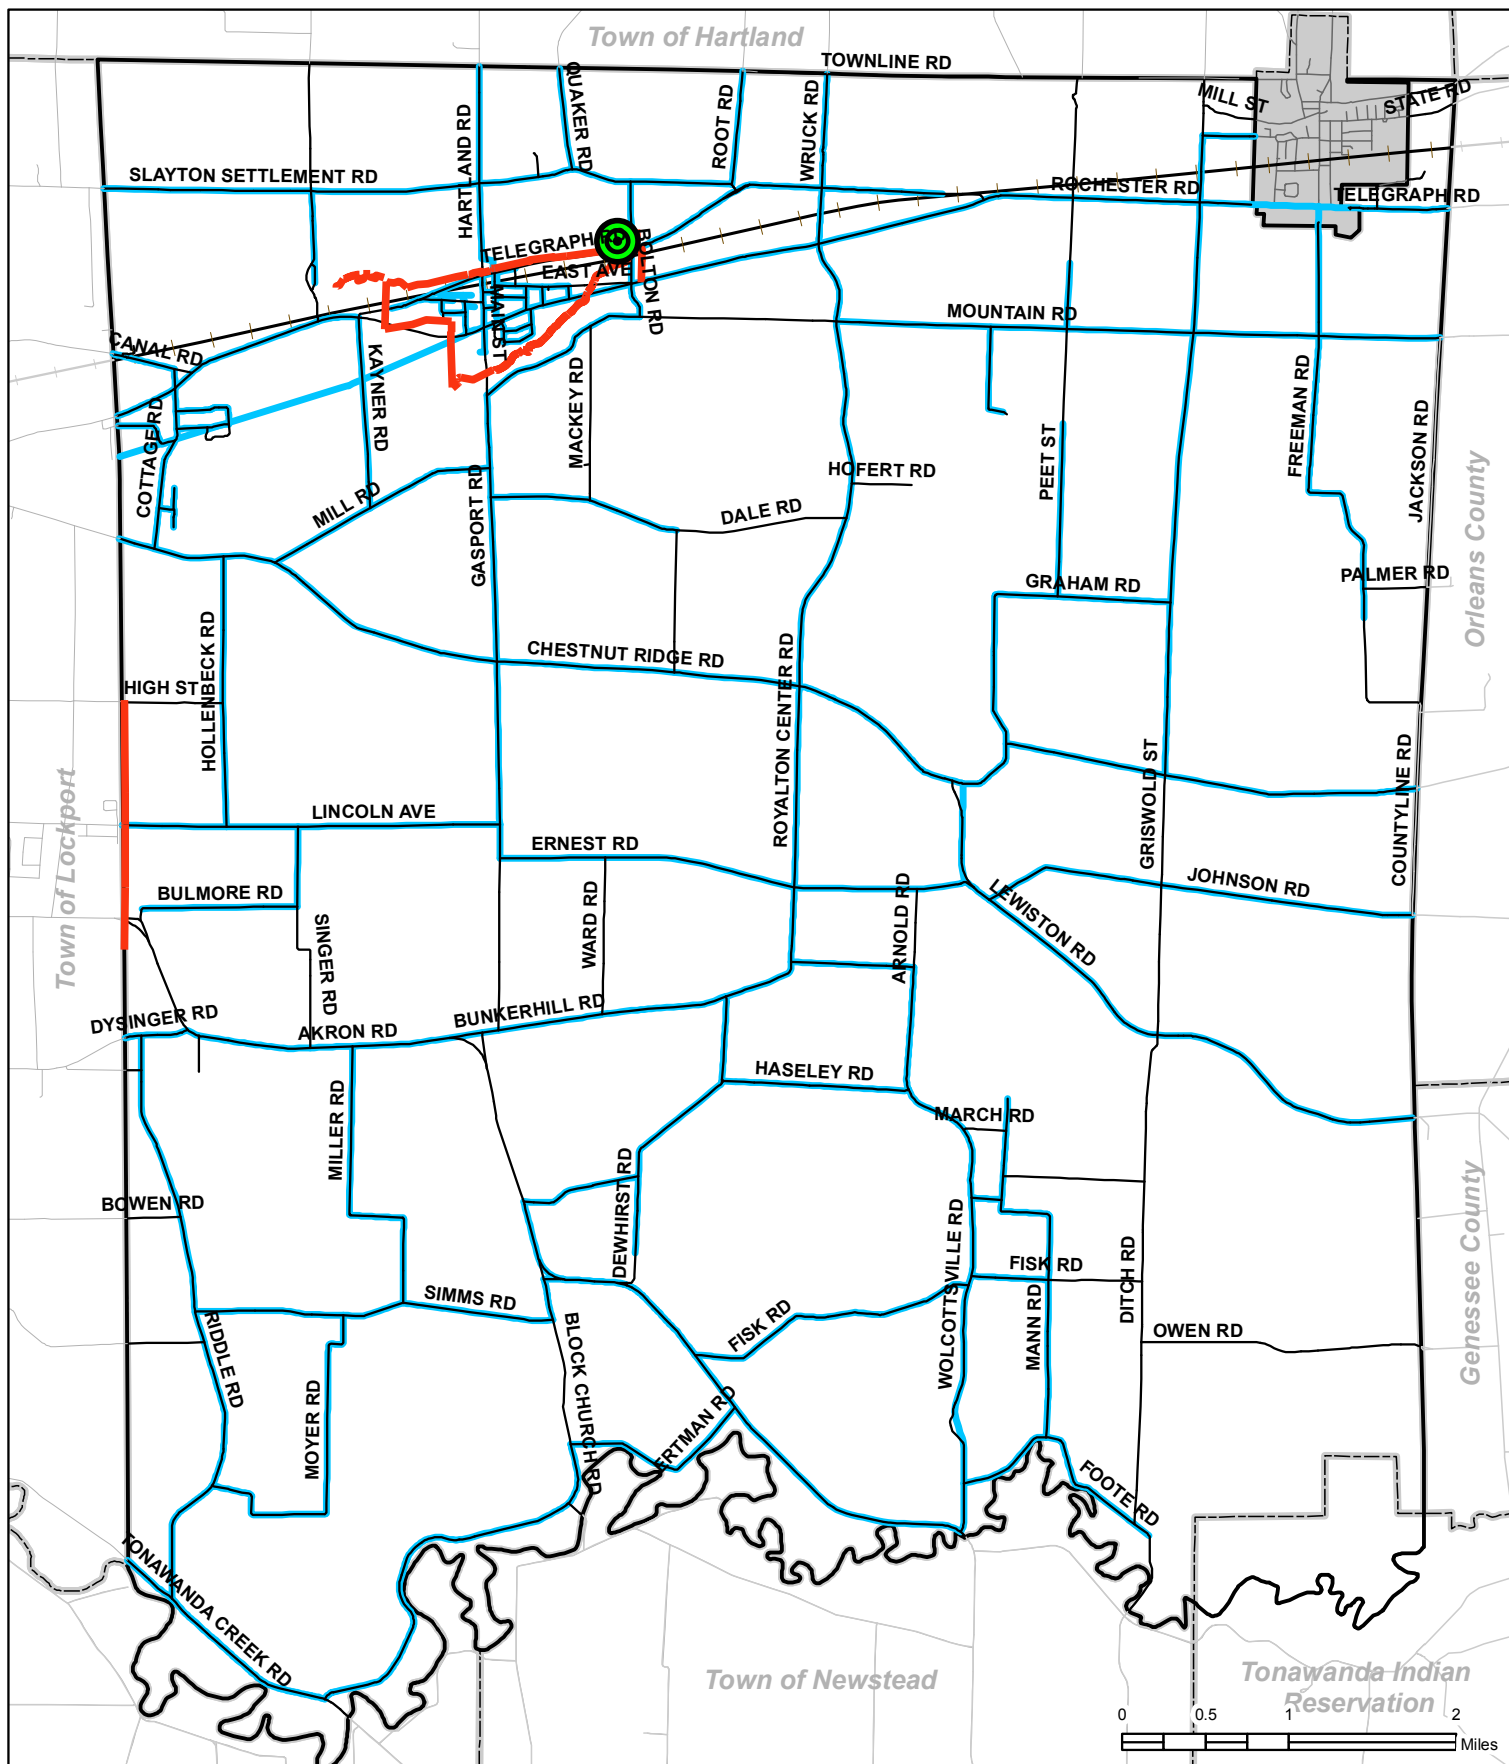 Town of Hartland
TOWNLINE RD
MILL ST
STATE RD
QUAKER RD
HARTLAND RD
ROOT RD
WRUCK RD
SLAYTON SETTLEMENT RD
ROCHESTER RD
TELEGRAPH RD
TELEGRAPH RD
BOLTON RD
EAST AVE
MAIN ST
MOUNTAIN RD
CANAL RD
KAYNER RD
MACKEY RD
FREEMAN RD
JACKSON RD
COTTAGE RD
PEET ST
HOFERT RD
MILL RD
GASPORT RD
DALE RD
Orleans County
PALMER RD
GRAHAM RD
HOLLENBECK RD
CHESTNUT RIDGE RD
ROYALTON CENTER RD
HIGH ST
GRISWOLD ST
COUNTYLINE RD
Town of Lockport
LINCOLN AVE
ERNEST RD
BULMORE RD
SINGER RD
WARD RD
ARNOLD RD
LEWISTON RD
JOHNSON RD
DYSINGER RD
AKRON RD
BUNKERHILL RD
HASELEY RD
MILLER RD
MARCH RD
BOWEN RD
DEWHIRST RD
WOLCOTTSVILLE RD
FISK RD
DITCH RD
MANN RD
Genessee County
SIMMS RD
RIDDLE RD
BLOCK CHURCH RD
FISK RD
OWEN RD
MOYER RD
ERTMAN RD
FOOTE RD
TONAWANDA CREEK RD
Town of Newstead
Tonawanda Indian
Reservation
0 0.5 1 2
Miles